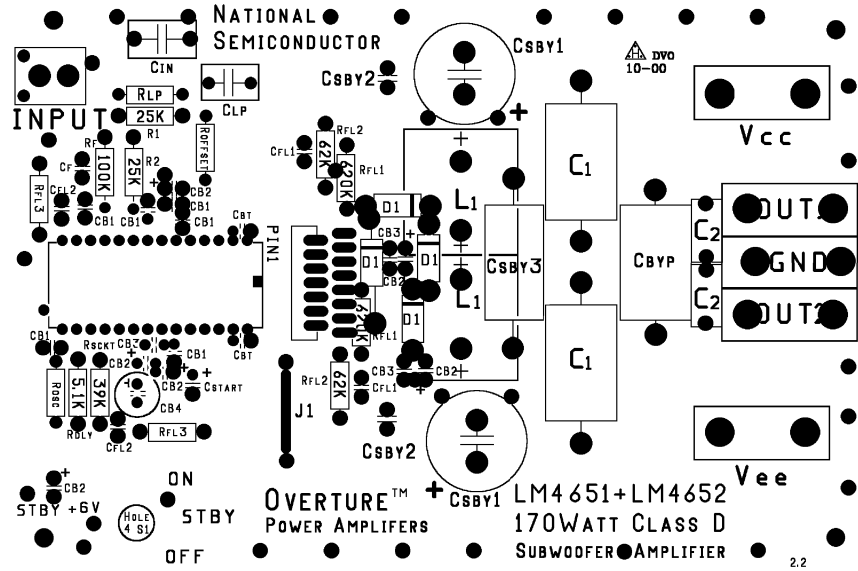 NATIONAL
SEMICONDUCTOR
CIN
CLP
CSBY1
CSBY2
DVO
10-00
VCC
INPUT
RLP
25K
R1
RF
100K
25K
R2
ROFFSET
CF
CFL2
RFL3
CB1
CB1
CB2
CB1
CB1
CBT
PIN1
CFL1
RFL2
62K
RFL1
620K
D1
L1
CB3
CB2
D1
D1
L1
CSBY3
C1
CBYP
C2
OUT1
GND
C2
OUT2
C1
D1
620K
RFL1
CB1
RSCKT
CB3
CB1
CBT
CB2
CB2
CSTART
CB4
ROSC
5.1K
39K
RDLY
CFL2
RFL3
RFL2
62K
CFL1
CB3
CB2
J1
CSBY2
CSBY1
Vee
CB2
STBY +6V
HOLE
4 S1
ON
STBY
OFF
OVERTURE™
POWER AMPLIFERS
LM4651+LM4652
170WATT CLASS D
SUBWOOFER AMPLIFIER
2.2